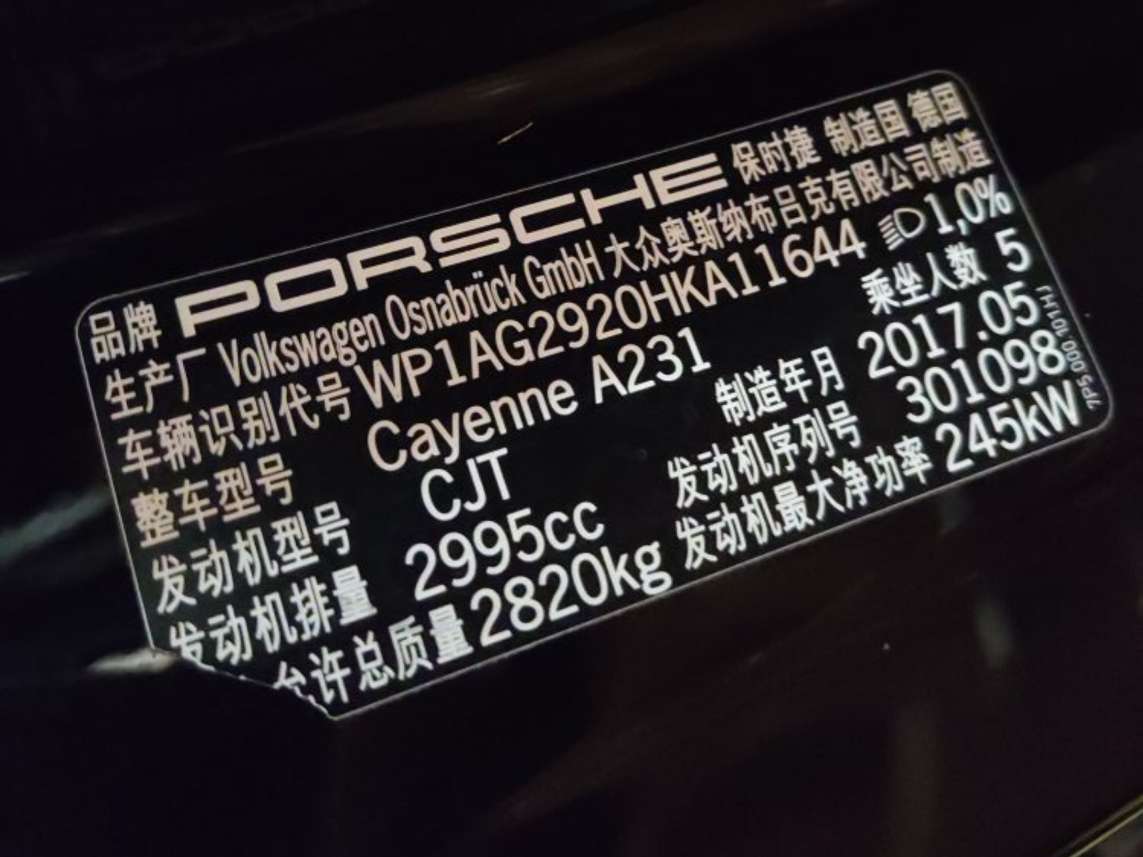 品牌 PORSCHE 保时捷 制造国 德国
生产厂 Volkswagen Osnabrück GmbH 大众奥斯纳布吕克有限公司制造
车辆识别代号 WP1AG2920HKA11644 1,0%
整车型号 Cayenne A231 乘坐人数 5
发动机型号 CJT 制造年月 2017.05
发动机排量 2995cc 发动机序列号 301098
允许总质量 2820kg 发动机最大净功率 245kW
7P5.000.101HJ